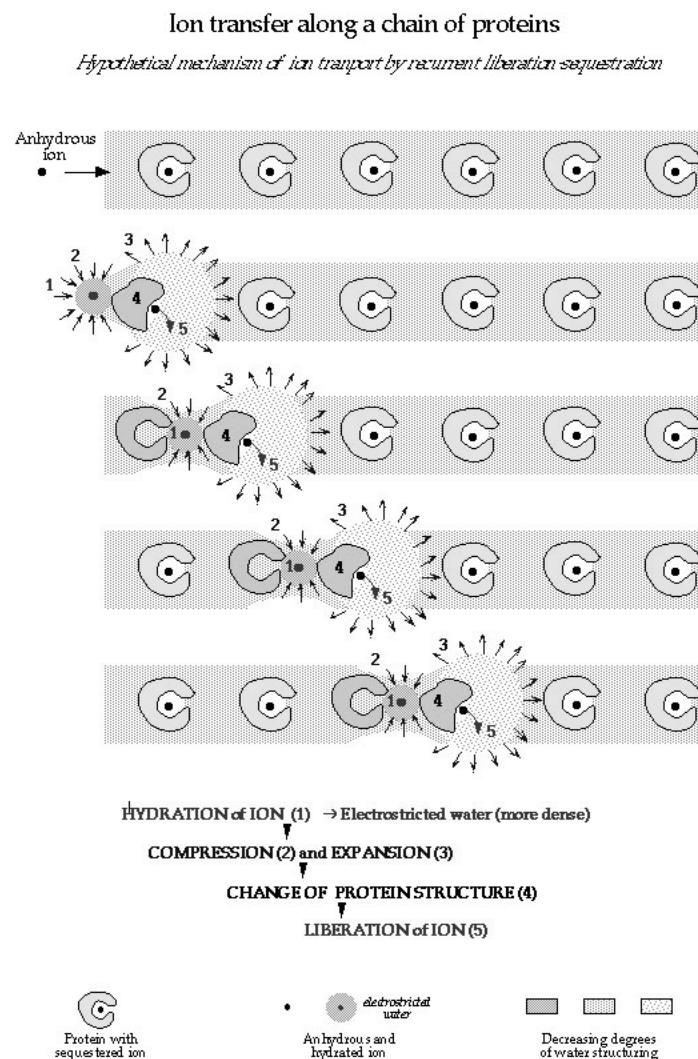 Ion transfer along a chain of proteins
Hypothetical mechanism of ion tranport by recurrent liberation-sequestration
Anhydrous
ion
3
2
1
4
5
3
2
1
4
5
3
2
1
4
5
3
2
1
4
5
HYDRATION of ION (1) → Electrostricted water (more dense)
COMPRESSION (2) and EXPANSION (3)
CHANGE OF PROTEIN STRUCTURE (4)
LIBERATION of ION (5)
electrostricted
water
Protein with
sequestered ion
Anhydrous and
hydrated ion
Decreasing degrees
of water structuring